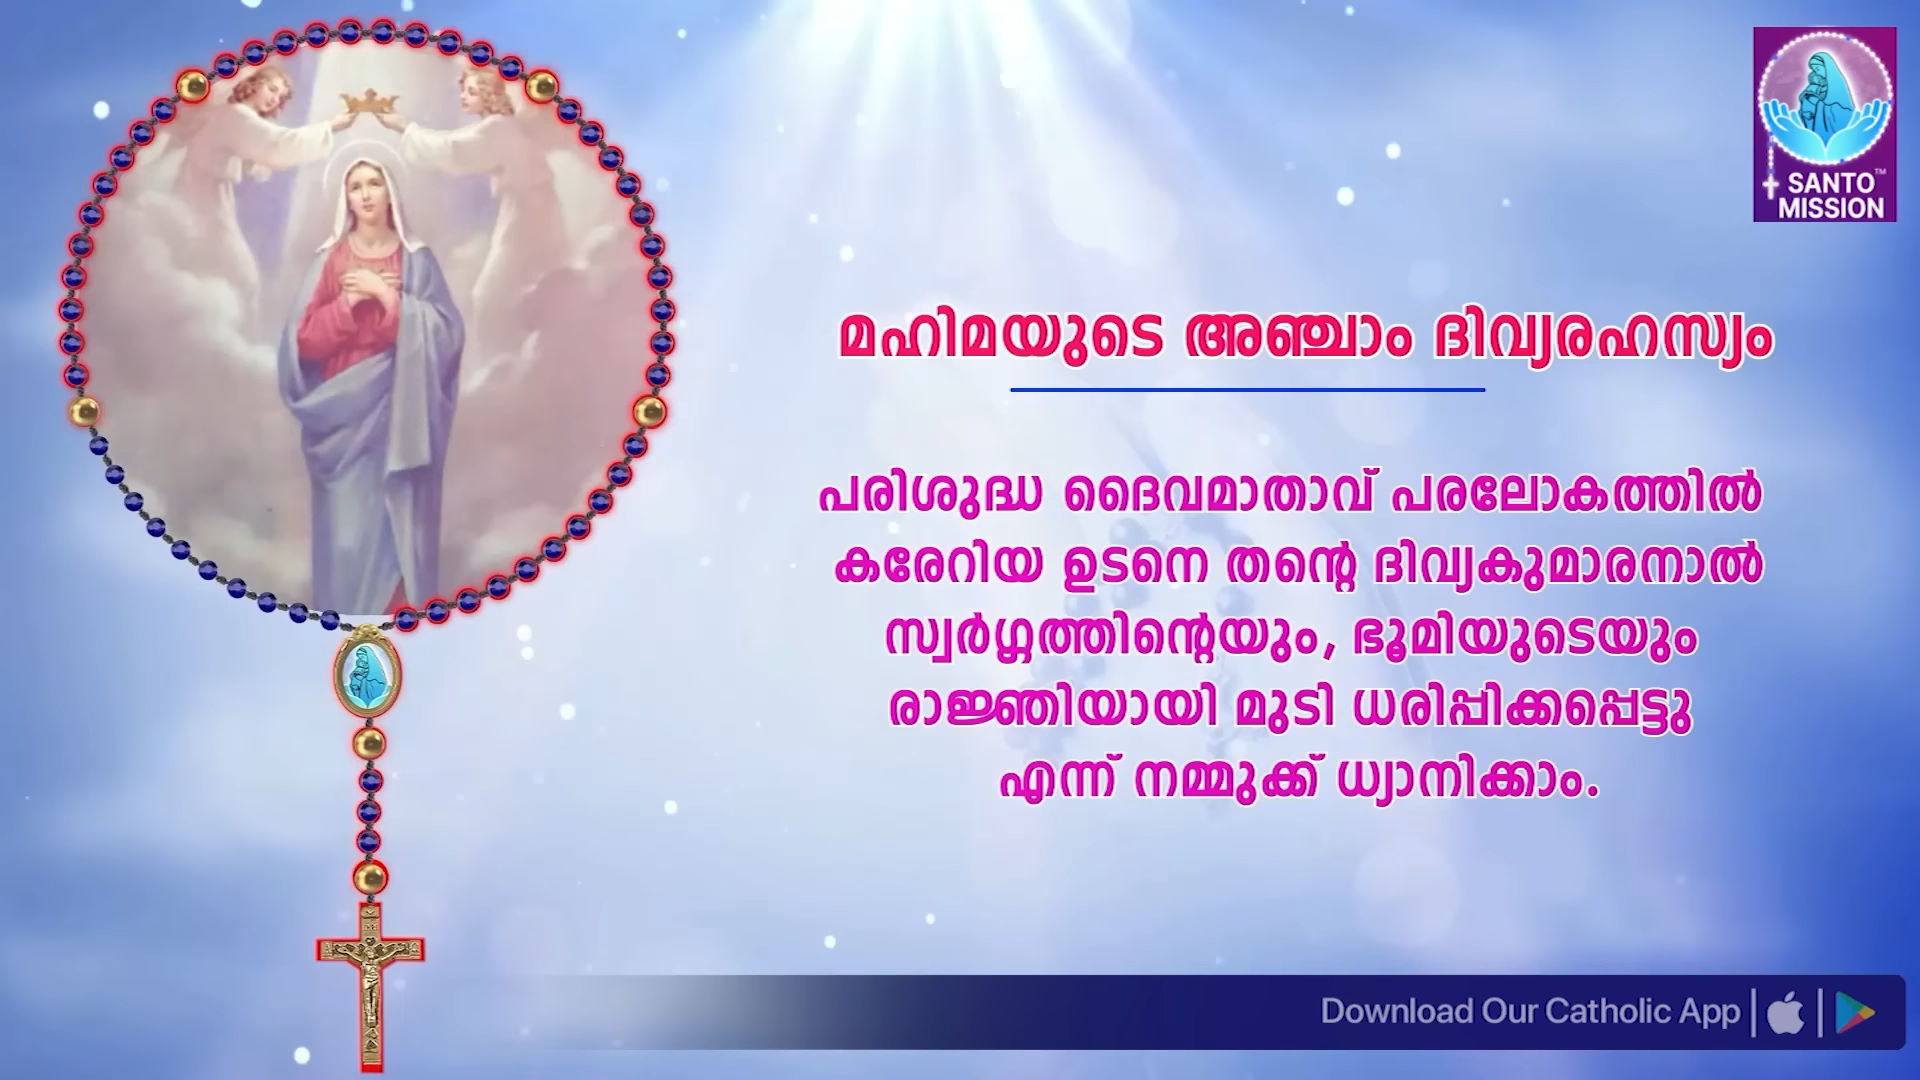 SANTO™
MISSION
മഹിമയുടെ അഞ്ചാം ദിവ്യരഹസ്യം
പരിശുദ്ധ ദൈവമാതാവ് പരലോകത്തിൽ
കരേറിയ ഉടനെ തന്റെ ദിവ്യകുമാരനാൽ
സ്വർഗ്ഗത്തിന്റെയും, ഭൂമിയുടെയും
രാജ്ഞിയായി മുടി ധരിപ്പിക്കപ്പെട്ടു
എന്ന് നമ്മുക്ക് ധ്യാനിക്കാം.
Download Our Catholic App